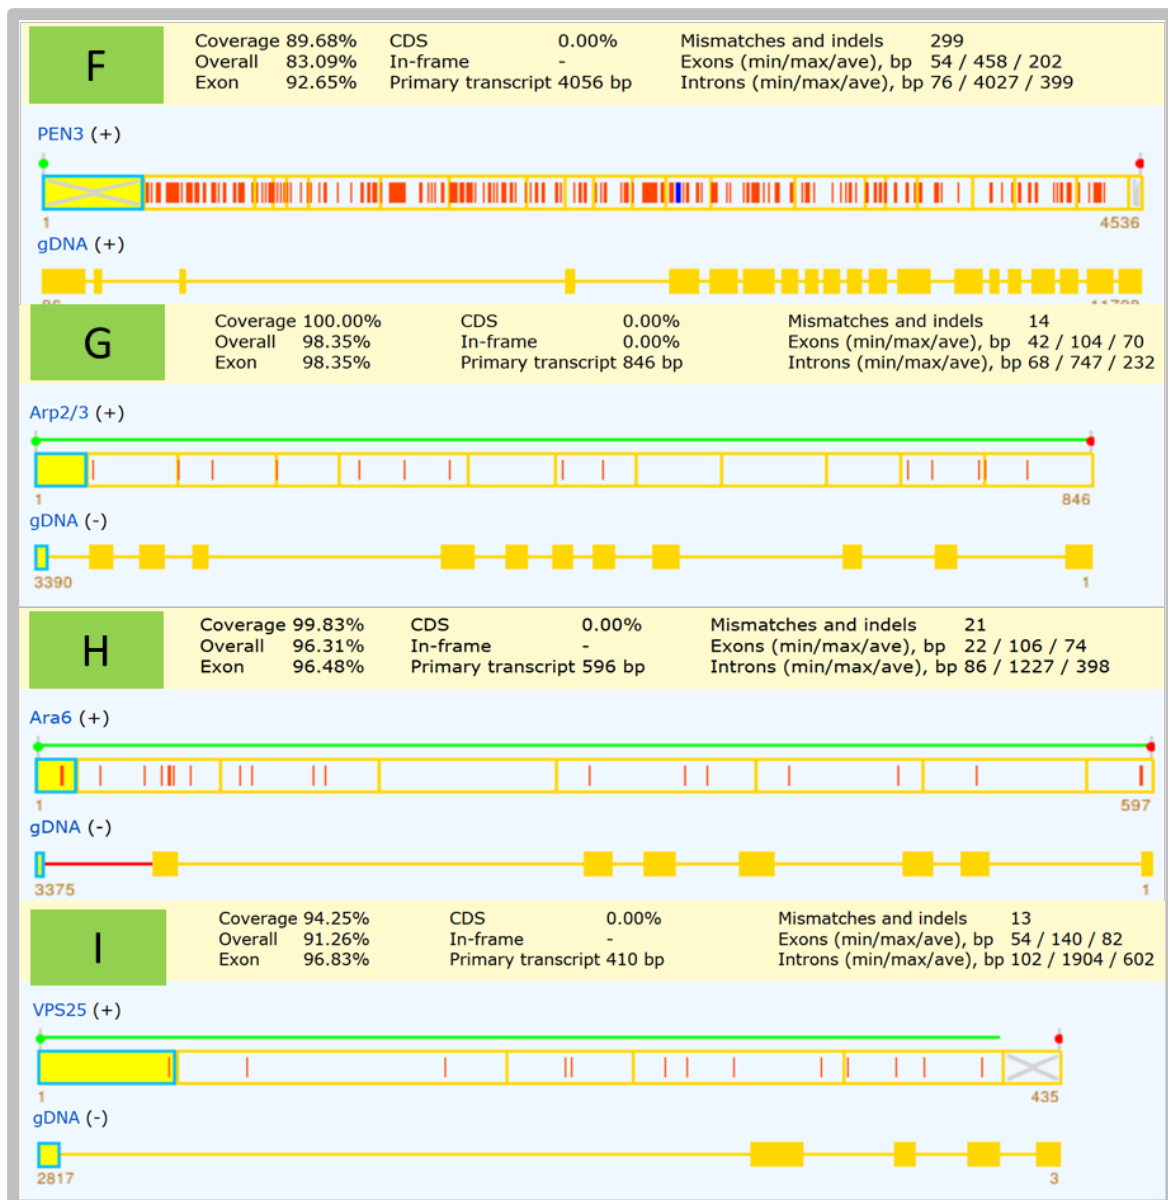 F
Coverage 89.68% CDS 0.00% Mismatches and indels 299
Overall 83.09% In-frame - Exons (min/max/ave), bp 54 / 458 / 202
Exon 92.65% Primary transcript 4056 bp Introns (min/max/ave), bp 76 / 4027 / 399
PEN3 (+)
1 4536
gDNA (+)
G
Coverage 100.00% CDS 0.00% Mismatches and indels 14
Overall 98.35% In-frame 0.00% Exons (min/max/ave), bp 42 / 104 / 70
Exon 98.35% Primary transcript 846 bp Introns (min/max/ave), bp 68 / 747 / 232
Arp2/3 (+)
1 846
gDNA (-)
3390 1
H
Coverage 99.83% CDS 0.00% Mismatches and indels 21
Overall 96.31% In-frame - Exons (min/max/ave), bp 22 / 106 / 74
Exon 96.48% Primary transcript 596 bp Introns (min/max/ave), bp 86 / 1227 / 398
Ara6 (+)
1 597
gDNA (-)
3375 1
I
Coverage 94.25% CDS 0.00% Mismatches and indels 13
Overall 91.26% In-frame - Exons (min/max/ave), bp 54 / 140 / 82
Exon 96.83% Primary transcript 410 bp Introns (min/max/ave), bp 102 / 1904 / 602
VPS25 (+)
1 435
gDNA (-)
2817 3